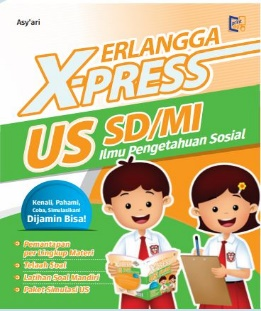 Asy'ari
ERLANGGA
X-PRESS
US SD/MI
Ilmu Pengetahuan Sosial
Kenali, Pahami,
Coba, Simulasikan!
Dijamin Bisa!
• Pemantapan
per Lingkup Materi
• Telaah Soal
• Latihan Soal Mandiri
• Paket Simulasi US